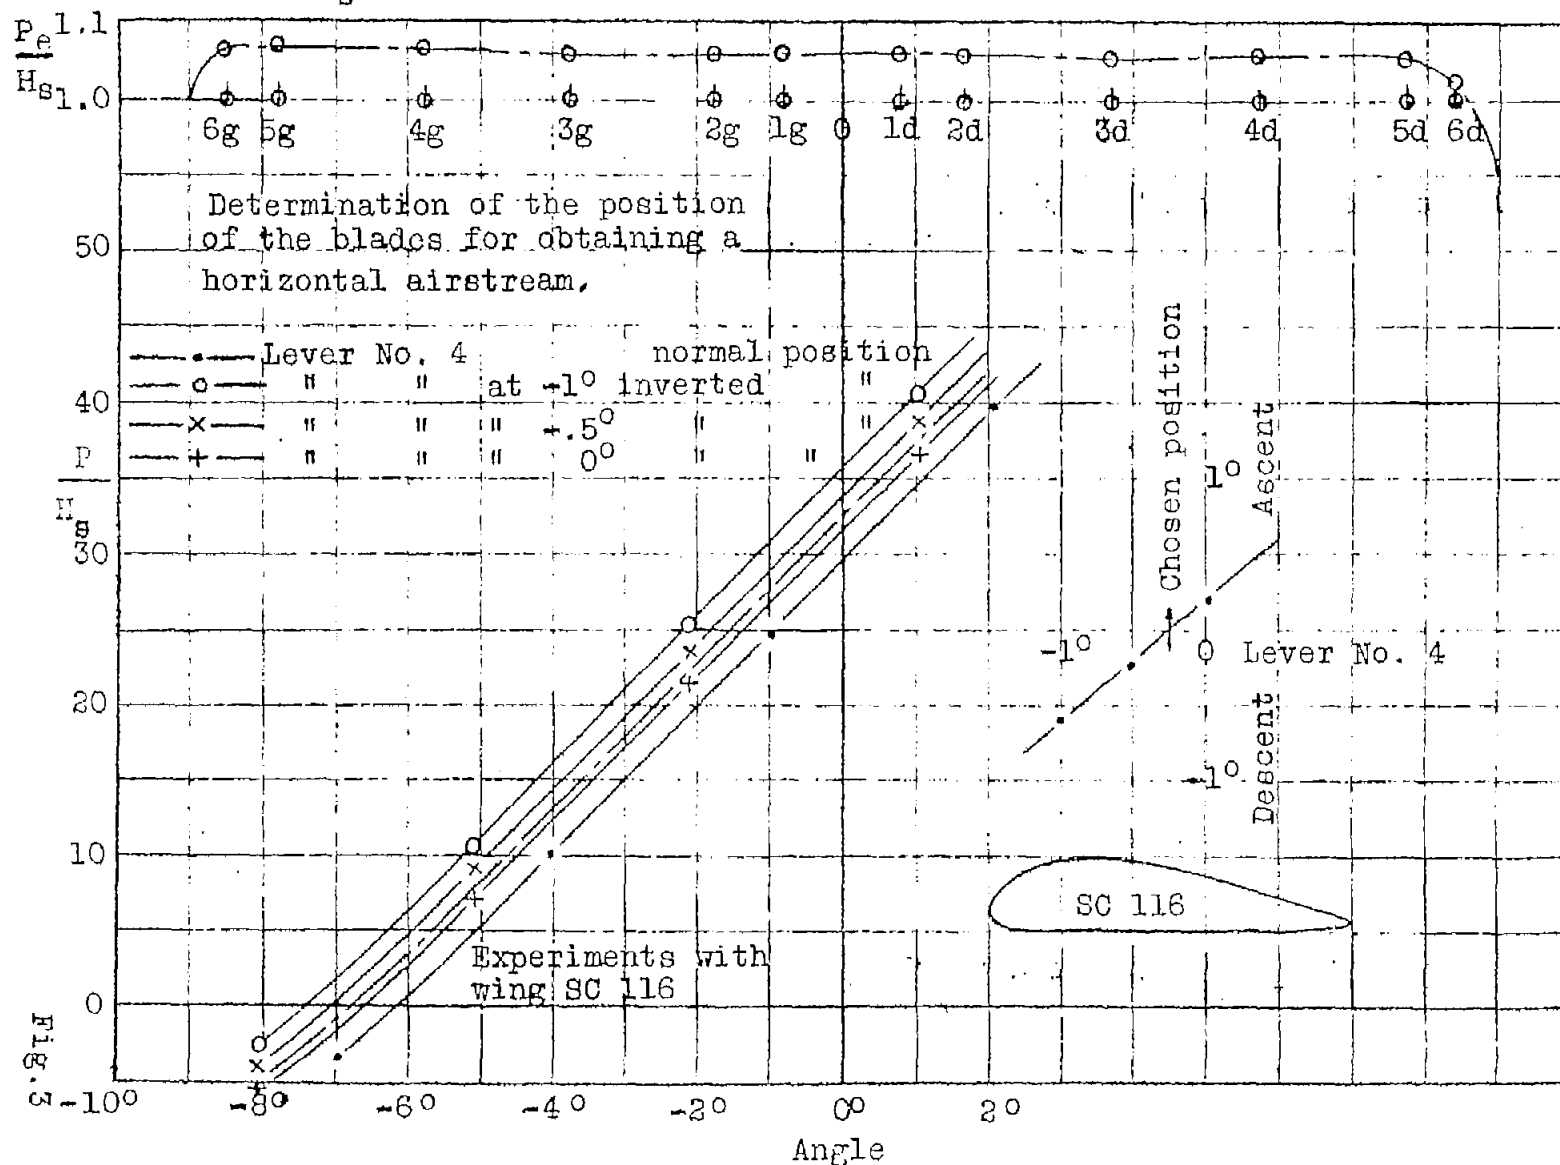 Pe 1.1
Hs 1.0
6g 5g 4g 3g 2g 1g 0 1d 2d 3d 4d 5d 6d
Determination of the position
of the blades for obtaining a
horizontal airstream.
50
Lever No. 4 normal position
" " at -1° inverted "
40
" " " +.5° " "
" " " 0° " "
P
Hs
30
20
10
0
Chosen position
1°
Ascent
-1° 0 Lever No. 4
-1°
Descent
SC 116
Experiments with
wing SC 116
Fig. 3
-10° -8° -6° -4° -2° 0° 2°
Angle